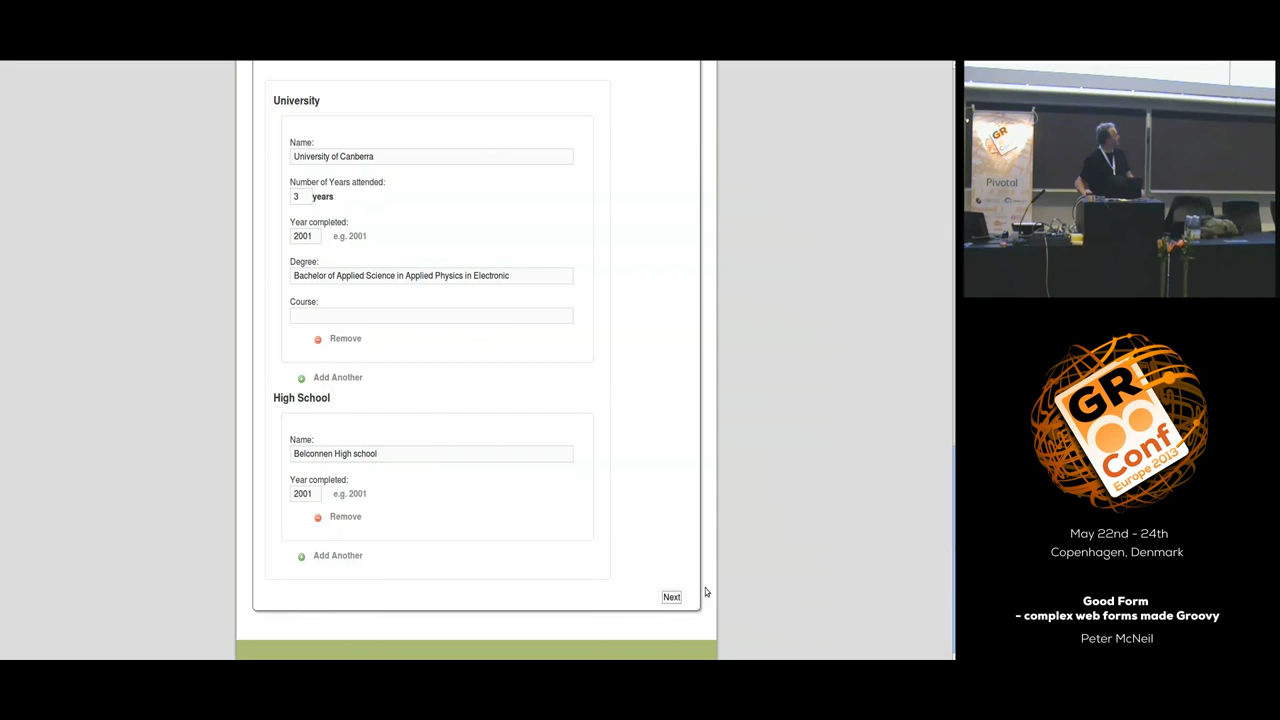 University
Name:
University of Canberra
Number of Years attended:
3 years
Year completed:
2001 e.g. 2001
Degree:
Bachelor of Applied Science in Applied Physics in Electronic
Course:
Remove
Add Another
High School
Name:
Belconnen High school
Year completed:
2001 e.g. 2001
Remove
Add Another
Next
GR
Pivotal
GR
Conf
Europe 2013
May 22nd - 24th
Copenhagen, Denmark
Good Form
- complex web forms made Groovy
Peter McNeil